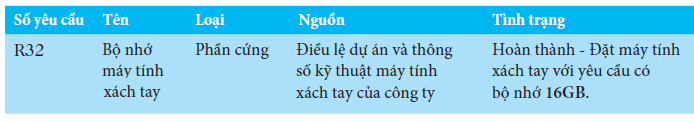 Số yêu cầu Tên Loại Nguồn Tình trạng
R32 Bộ nhớ Phần cứng Điều lệ dự án và thông Hoàn thành - Đặt máy tính
máy tính số kỹ thuật máy tính xách tay với yêu cầu có
xách tay xách tay của công ty bộ nhớ 16GB.